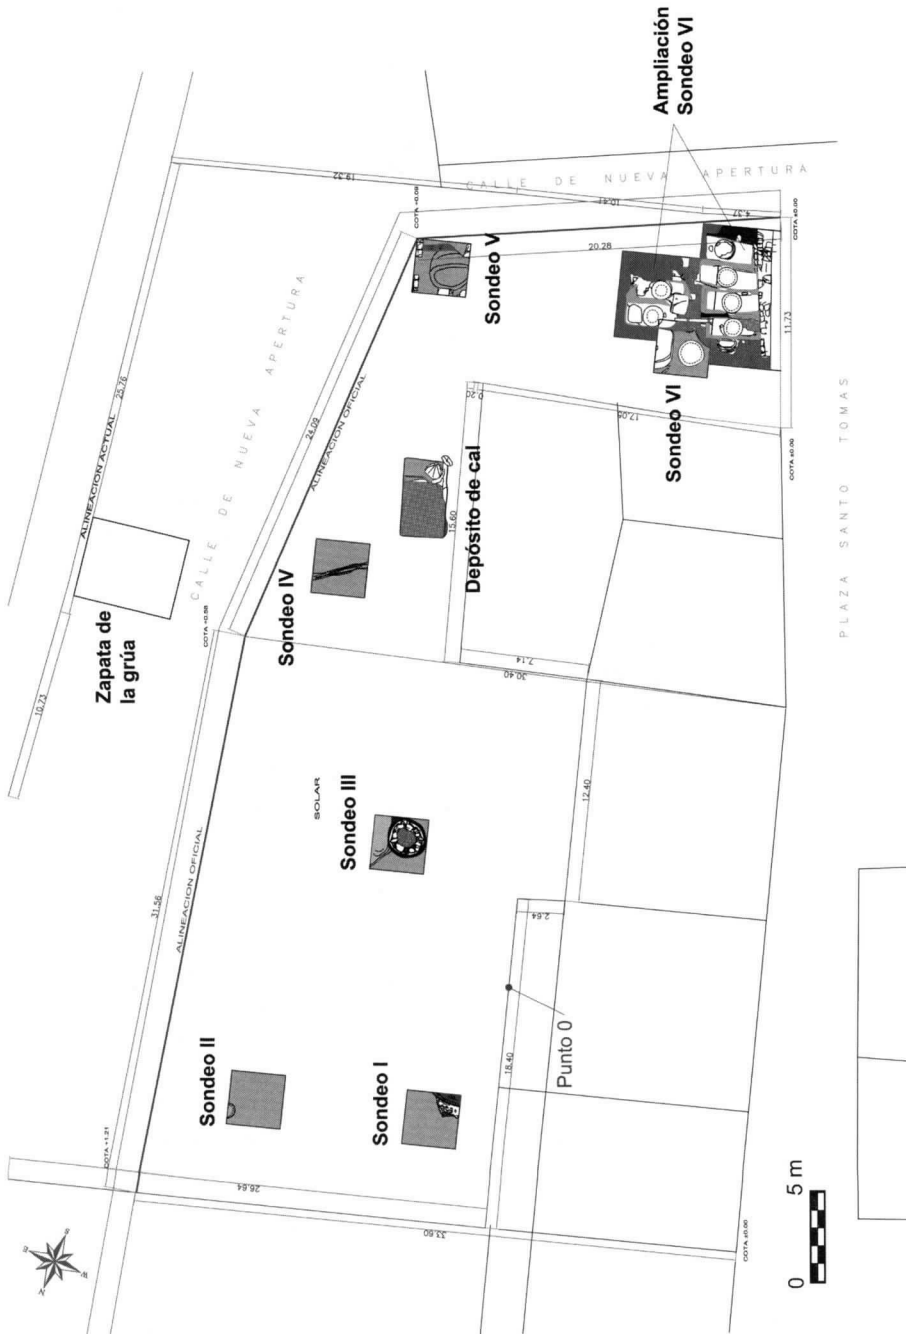 Ampliación
Sondeo VI
CALLE DE NUEVA APERTURA
19.32
10.41
4.37
COTA +0.09
COTA ±0.00
20.28
Sondeo V
11.73
CALLE DE NUEVA APERTURA
25.76
ALINEACION ACTUAL
24.09
ALINEACION OFICIAL
0.20
17.05
Sondeo VI
COTA ±0.00
PLAZA SANTO TOMAS
Depósito de cal
15.60
Sondeo IV
Zapata de
la grúa
COTA +0.58
10.73
7.14
30.40
12.40
SOLAR
Sondeo III
31.56
ALINEACION OFICIAL
2.64
Punto 0
18.40
Sondeo II
Sondeo I
COTA +1.21
26.64
33.60
COTA ±0.00
N
E
S
W
0 5 m